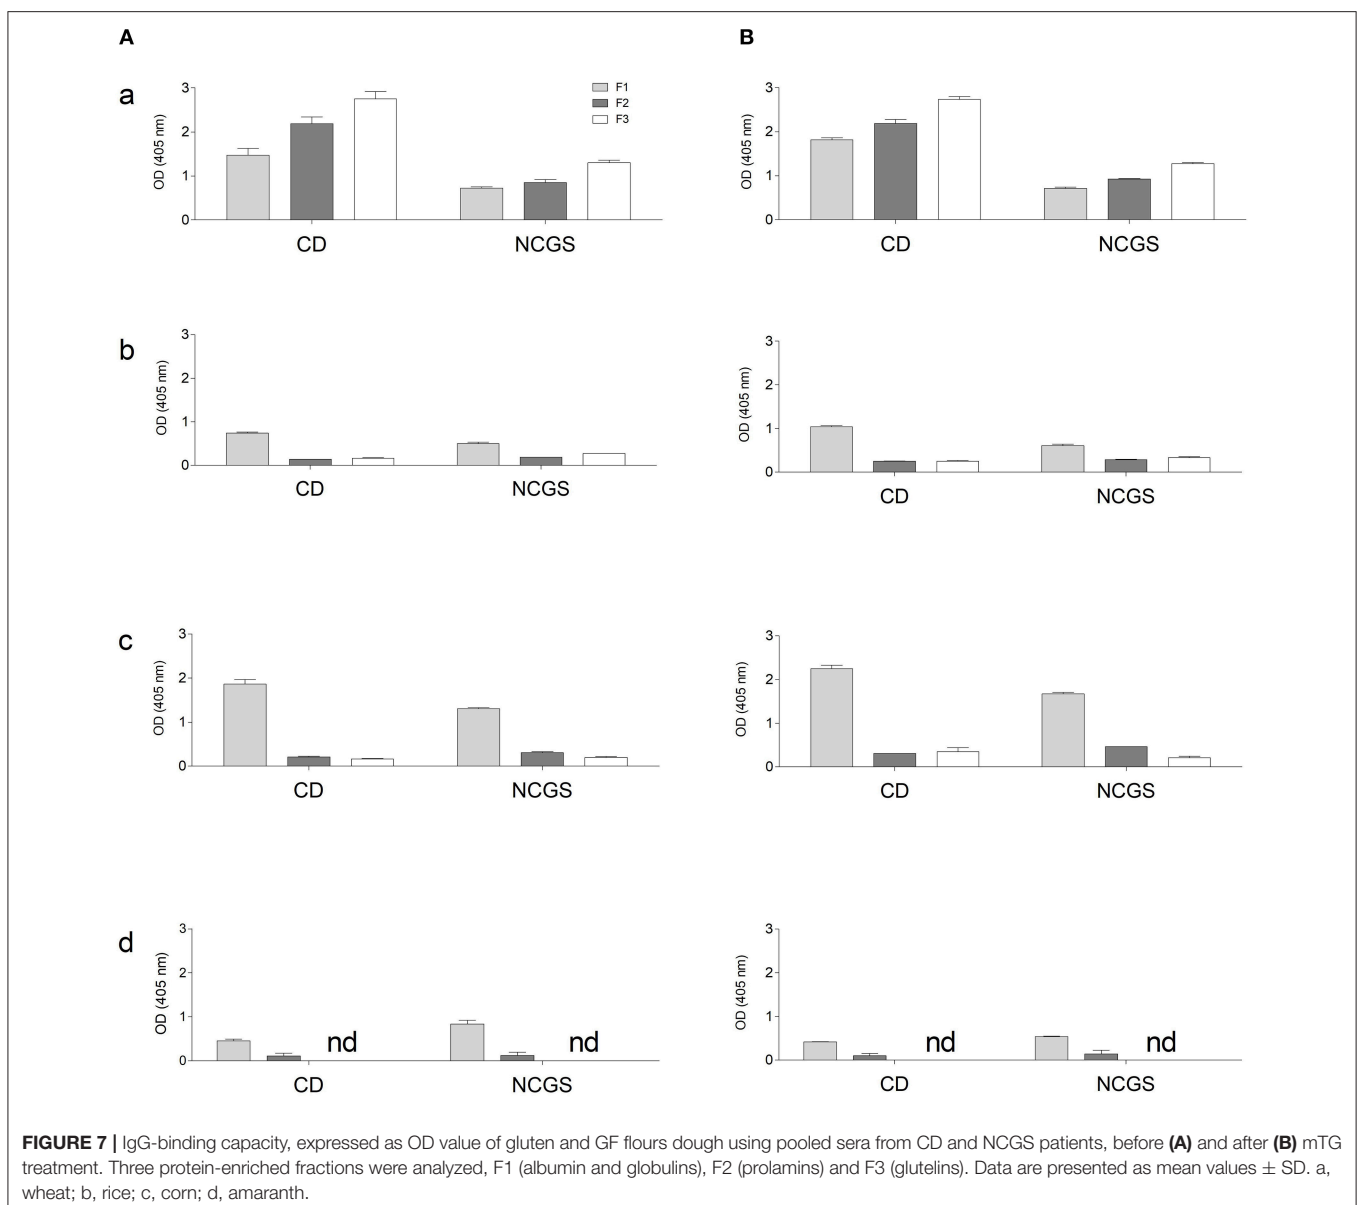 A
B
a
OD (405 nm)
3
2
1
0
F1
F2
F3
CD
NCGS
OD (405 nm)
3
2
1
0
CD
NCGS
b
OD (405 nm)
3
2
1
0
CD
NCGS
OD (405 nm)
3
2
1
0
CD
NCGS
c
OD (405 nm)
3
2
1
0
CD
NCGS
OD (405 nm)
3
2
1
0
CD
NCGS
d
OD (405 nm)
3
2
1
0
nd
nd
CD
NCGS
OD (405 nm)
3
2
1
0
nd
nd
CD
NCGS
FIGURE 7 | IgG-binding capacity, expressed as OD value of gluten and GF flours dough using pooled sera from CD and NCGS patients, before (A) and after (B) mTG
treatment. Three protein-enriched fractions were analyzed, F1 (albumin and globulins), F2 (prolamins) and F3 (glutelins). Data are presented as mean values ± SD. a,
wheat; b, rice; c, corn; d, amaranth.